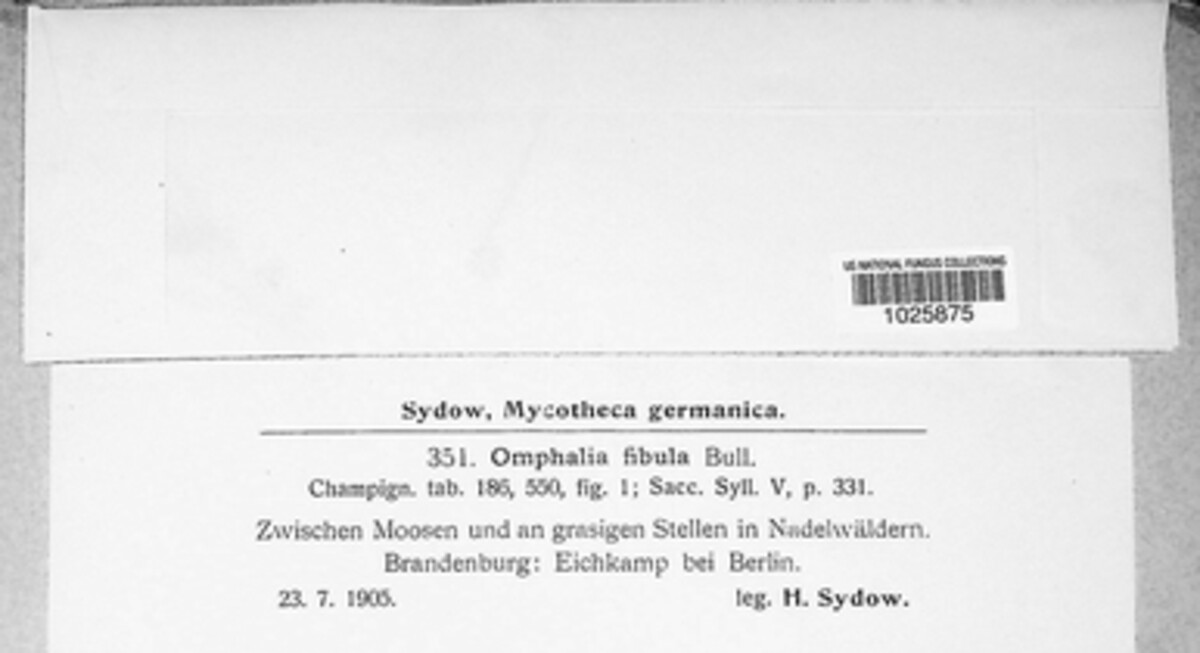 US NATIONAL FUNGUS COLLECTIONS
1025875
Sydow, Mycotheca germanica.
351. Omphalia fibula Bull.
Champign. tab. 186, 550, fig. 1; Sacc. Syll. V, p. 331.
Zwischen Moosen und an grasigen Stellen in Nadelwäldern.
Brandenburg: Eichkamp bei Berlin.
23. 7. 1905. leg. H. Sydow.